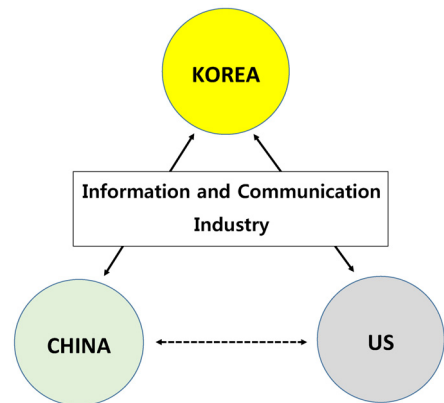 KOREA
Information and Communication
Industry
CHINA
US